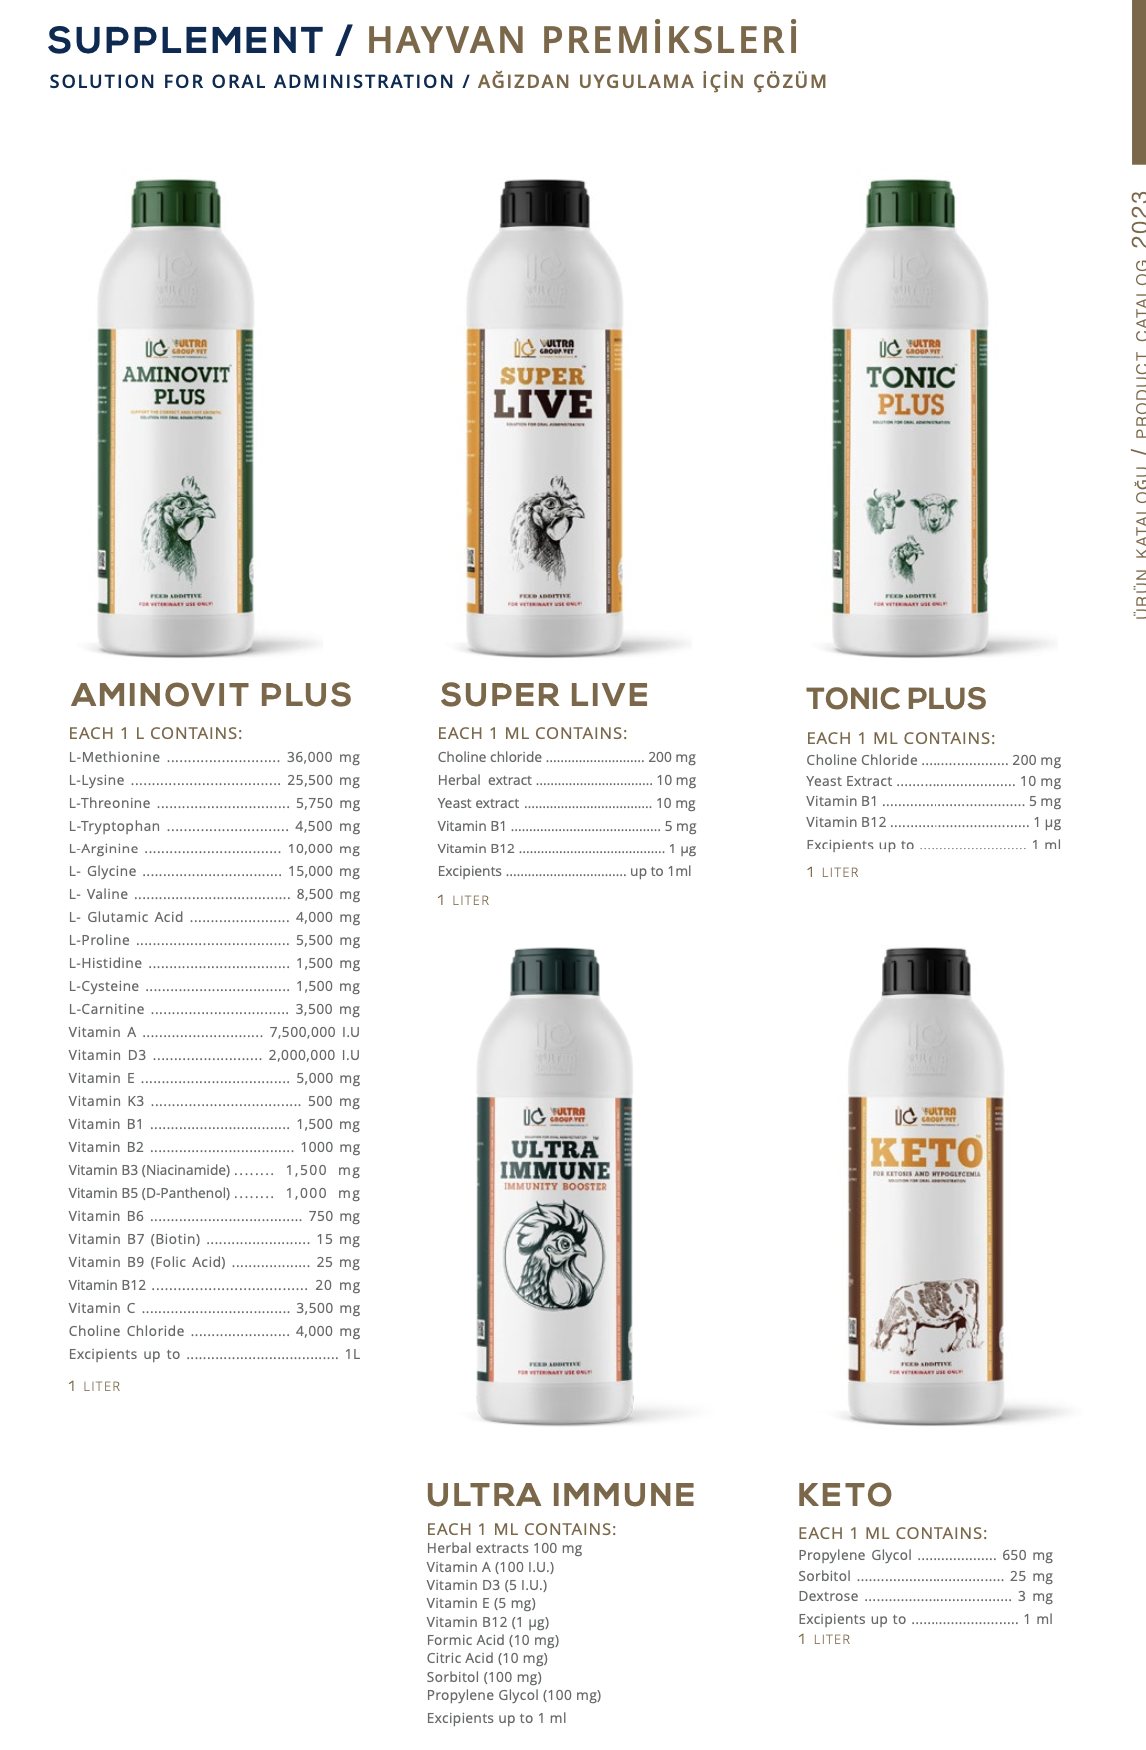 SUPPLEMENT / HAYVAN PREMİKSLERİ
SOLUTION FOR ORAL ADMINISTRATION / AĞIZDAN UYGULAMA İÇİN ÇÖZÜM
ÜRÜN KATALOĞU / PRODUCT CATALOG 2023
ULTRA
GROUP VET
AMINOVIT
PLUS
SUPPORT FOR CORRECT AND FAST GROWTH
SOLUTION FOR ORAL ADMINISTRATION
FEED ADDITIVE
FOR VETERINARY USE ONLY!
ULTRA
GROUP VET
SUPER
LIVE
SOLUTION FOR ORAL ADMINISTRATION
FEED ADDITIVE
FOR VETERINARY USE ONLY!
ULTRA
GROUP VET
TONIC
PLUS
SOLUTION FOR ORAL ADMINISTRATION
FEED ADDITIVE
FOR VETERINARY USE ONLY!
AMINOVIT PLUS
EACH 1 L CONTAINS:
L-Methionine ........................... 36,000 mg
L-Lysine .................................... 25,500 mg
L-Threonine ................................ 5,750 mg
L-Tryptophan ............................. 4,500 mg
L-Arginine ................................. 10,000 mg
L- Glycine .................................. 15,000 mg
L- Valine ...................................... 8,500 mg
L- Glutamic Acid ........................ 4,000 mg
L-Proline ..................................... 5,500 mg
L-Histidine .................................. 1,500 mg
L-Cysteine ................................... 1,500 mg
L-Carnitine ................................. 3,500 mg
Vitamin A ............................. 7,500,000 I.U
Vitamin D3 .......................... 2,000,000 I.U
Vitamin E .................................... 5,000 mg
Vitamin K3 .................................... 500 mg
Vitamin B1 .................................. 1,500 mg
Vitamin B2 ................................... 1000 mg
Vitamin B3 (Niacinamide) ........ 1,500 mg
Vitamin B5 (D-Panthenol) ........ 1,000 mg
Vitamin B6 ..................................... 750 mg
Vitamin B7 (Biotin) ......................... 15 mg
Vitamin B9 (Folic Acid) ................... 25 mg
Vitamin B12 ...................................... 20 mg
Vitamin C .................................... 3,500 mg
Choline Chloride ........................ 4,000 mg
Excipients up to ..................................... 1L
1 LITER
SUPER LIVE
EACH 1 ML CONTAINS:
Choline chloride ........................... 200 mg
Herbal extract ................................ 10 mg
Yeast extract ................................... 10 mg
Vitamin B1 ......................................... 5 mg
Vitamin B12 ........................................ 1 µg
Excipients ................................. up to 1ml
1 LITER
TONIC PLUS
EACH 1 ML CONTAINS:
Choline Chloride ..................... 200 mg
Yeast Extract ............................. 10 mg
Vitamin B1 ................................... 5 mg
Vitamin B12 .................................. 1 µg
Excipients up to .......................... 1 ml
1 LITER
ULTRA
GROUP VET
SOLUTION FOR ORAL ADMINISTRATION
ULTRA
IMMUNE
IMMUNITY BOOSTER
FEED ADDITIVE
FOR VETERINARY USE ONLY!
ULTRA
GROUP VET
KETO
FOR KETOSIS AND HYPOGLYCEMIA
SOLUTION FOR ORAL ADMINISTRATION
FEED ADDITIVE
FOR VETERINARY USE ONLY!
ULTRA IMMUNE
EACH 1 ML CONTAINS:
Herbal extracts 100 mg
Vitamin A (100 I.U.)
Vitamin D3 (5 I.U.)
Vitamin E (5 mg)
Vitamin B12 (1 µg)
Formic Acid (10 mg)
Citric Acid (10 mg)
Sorbitol (100 mg)
Propylene Glycol (100 mg)
Excipients up to 1 ml
KETO
EACH 1 ML CONTAINS:
Propylene Glycol ................... 650 mg
Sorbitol ................................... 25 mg
Dextrose ................................... 3 mg
Excipients up to .......................... 1 ml
1 LITER